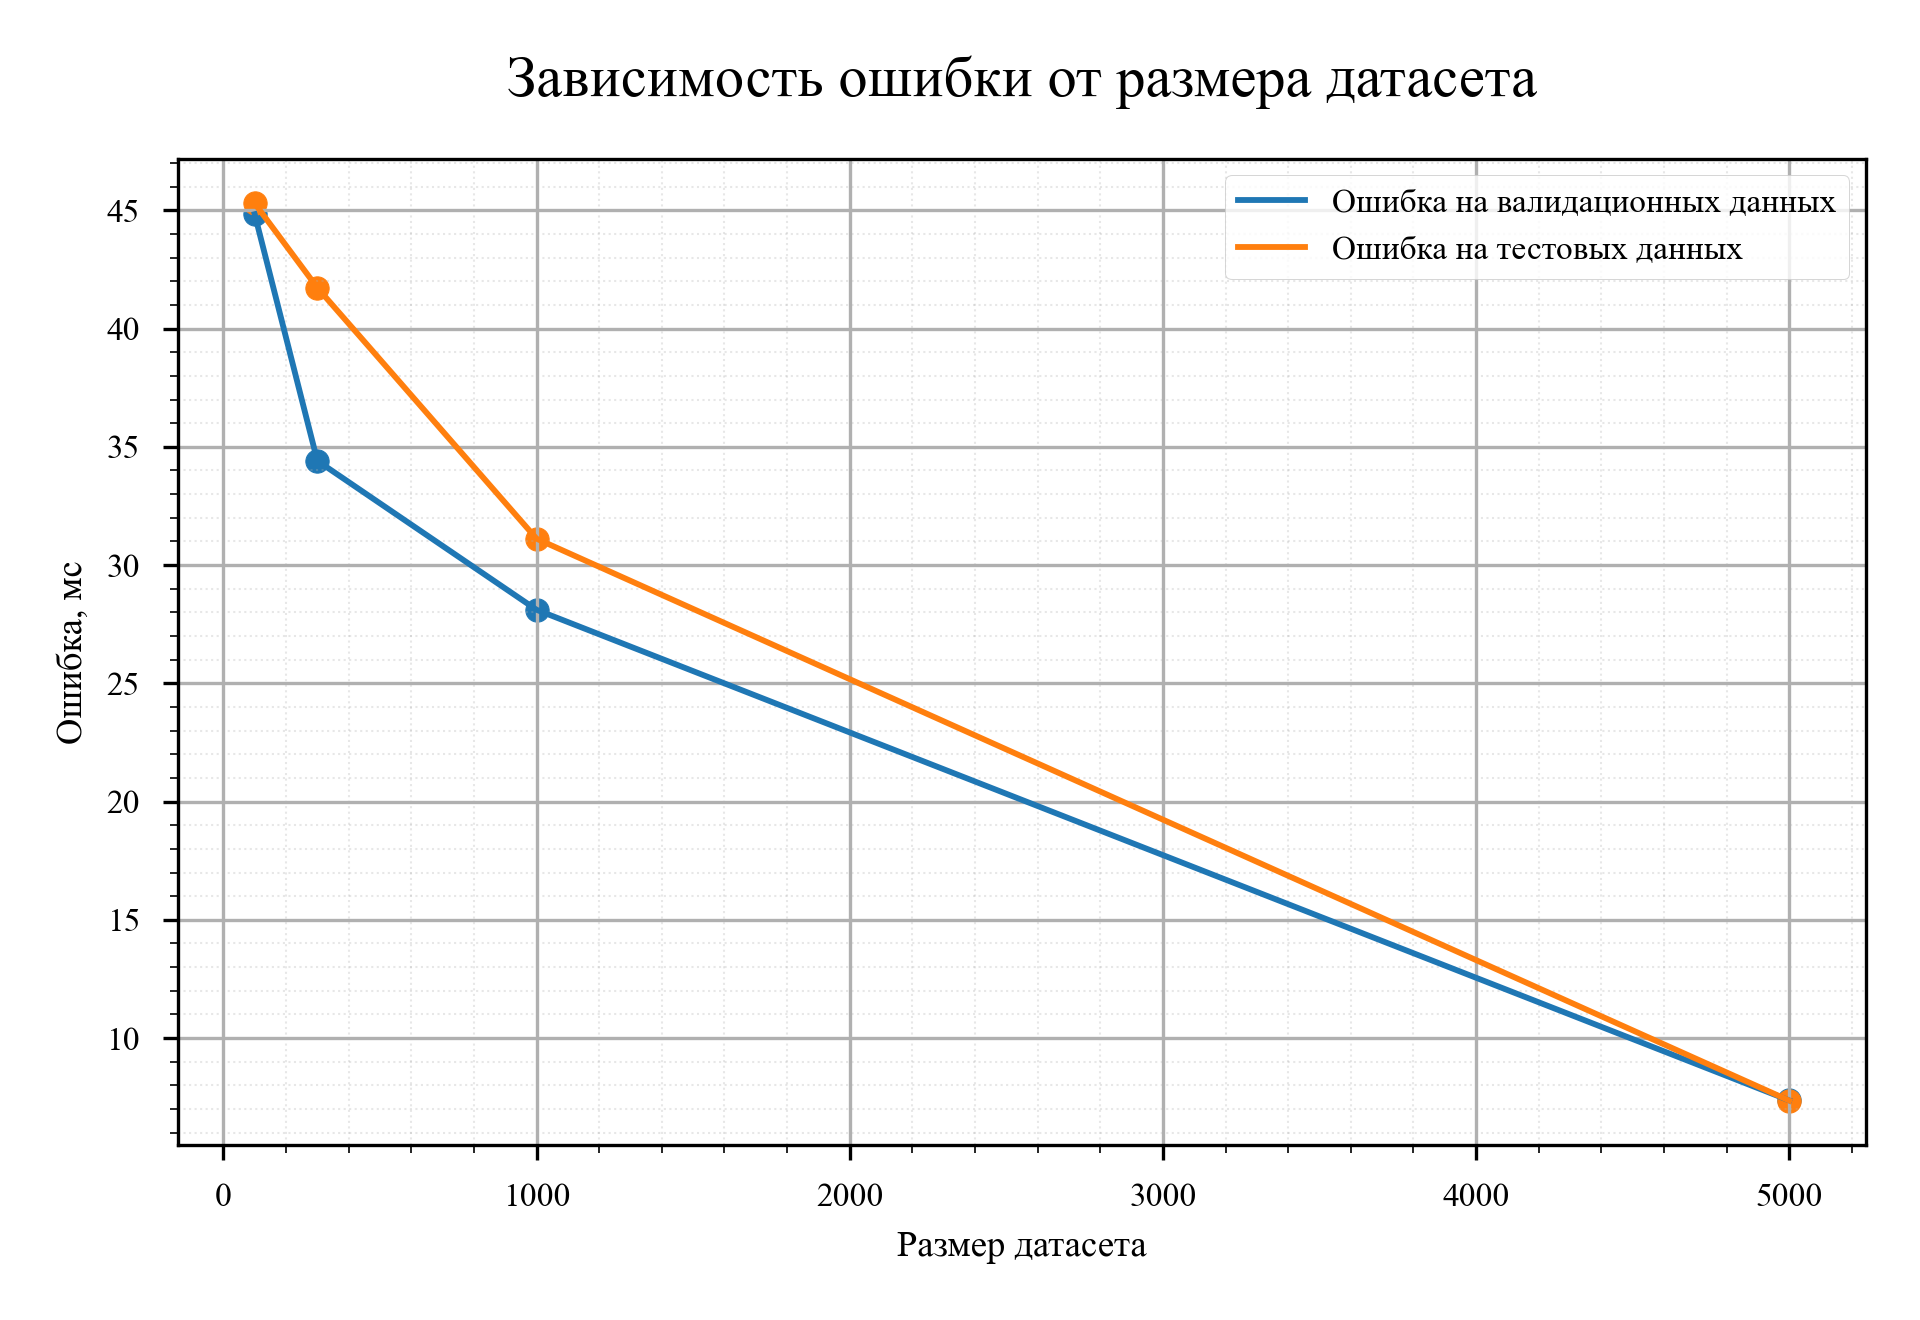 Зависимость ошибки от размера датасета
Ошибка на валидационных данных
Ошибка на тестовых данных
45
40
35
30
25
20
15
10
Ошибка, мс
0 1000 2000 3000 4000 5000
Размер датасета